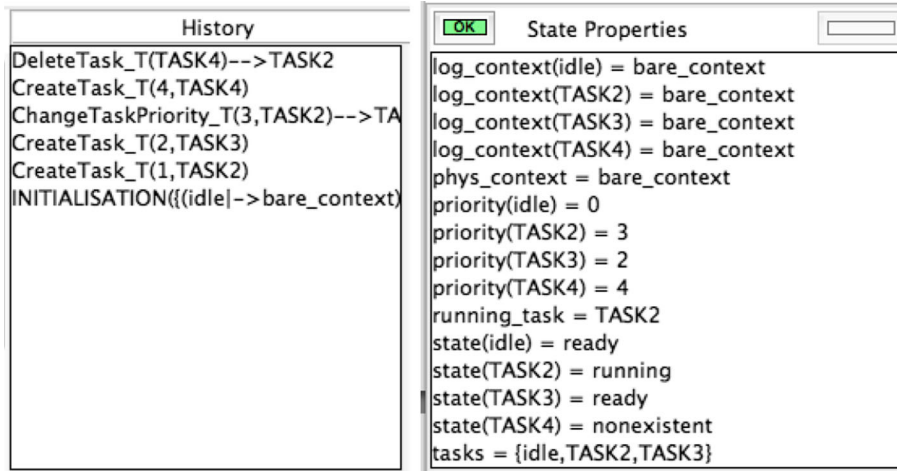 History
DeleteTask_T(TASK4)-->TASK2
CreateTask_T(4,TASK4)
ChangeTaskPriority_T(3,TASK2)-->TA
CreateTask_T(2,TASK3)
CreateTask_T(1,TASK2)
INITIALISATION({(idle|->bare_context)
OK State Properties
log_context(idle) = bare_context
log_context(TASK2) = bare_context
log_context(TASK3) = bare_context
log_context(TASK4) = bare_context
phys_context = bare_context
priority(idle) = 0
priority(TASK2) = 3
priority(TASK3) = 2
priority(TASK4) = 4
running_task = TASK2
state(idle) = ready
state(TASK2) = running
state(TASK3) = ready
state(TASK4) = nonexistent
tasks = {idle,TASK2,TASK3}